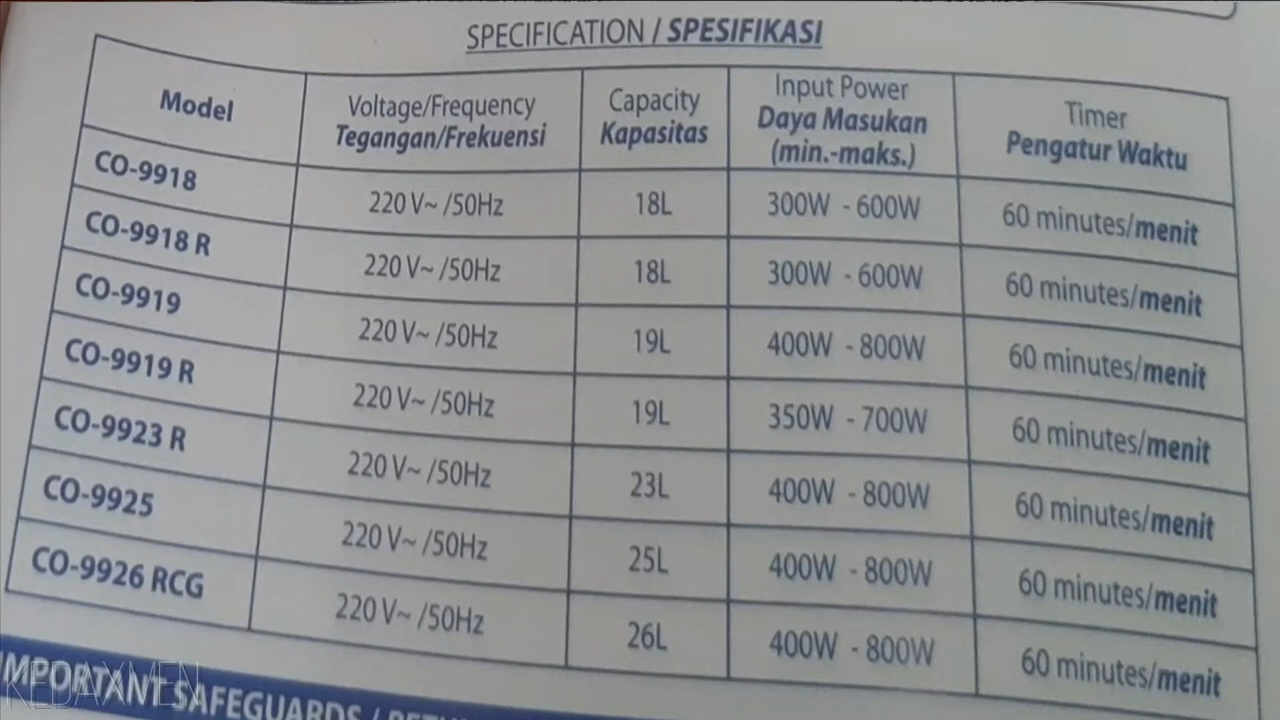 SPECIFICATION / SPESIFIKASI
Model
Voltage/Frequency
Tegangan/Frekuensi
Capacity
Kapasitas
Input Power
Daya Masukan
(min.-maks.)
Timer
Pengatur Waktu
CO-9918 220 V~ /50Hz 18L 300W - 600W 60 minutes/menit
CO-9918 R 220 V~ /50Hz 18L 300W - 600W 60 minutes/menit
CO-9919 220 V~ /50Hz 19L 400W - 800W 60 minutes/menit
CO-9919 R 220 V~ /50Hz 19L 350W - 700W 60 minutes/menit
CO-9923 R 220 V~ /50Hz 23L 400W - 800W 60 minutes/menit
CO-9925 220 V~ /50Hz 25L 400W - 800W 60 minutes/menit
CO-9926 RCG 220 V~ /50Hz 26L 400W - 800W 60 minutes/menit
IMPORTANT SAFEGUARDS /
KEDAXMEN